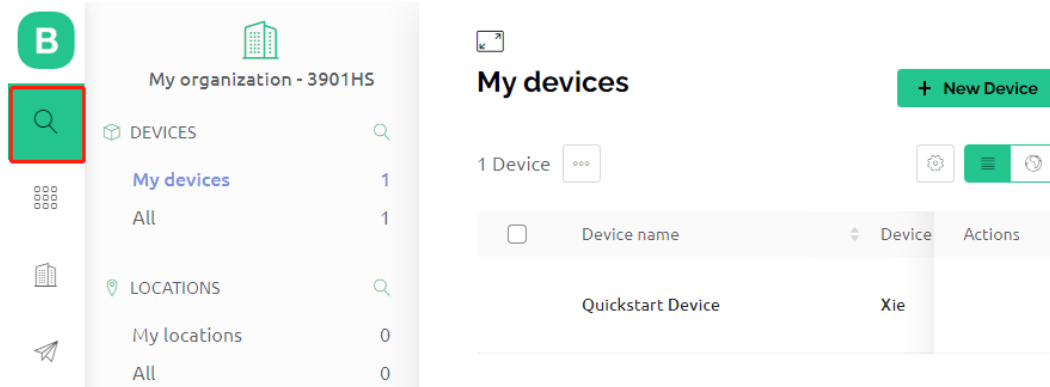 B
My organization - 3901HS
DEVICES
My devices 1
All 1
LOCATIONS
My locations 0
All 0
My devices
+ New Device
1 Device
Device name Device Actions
Quickstart Device Xie